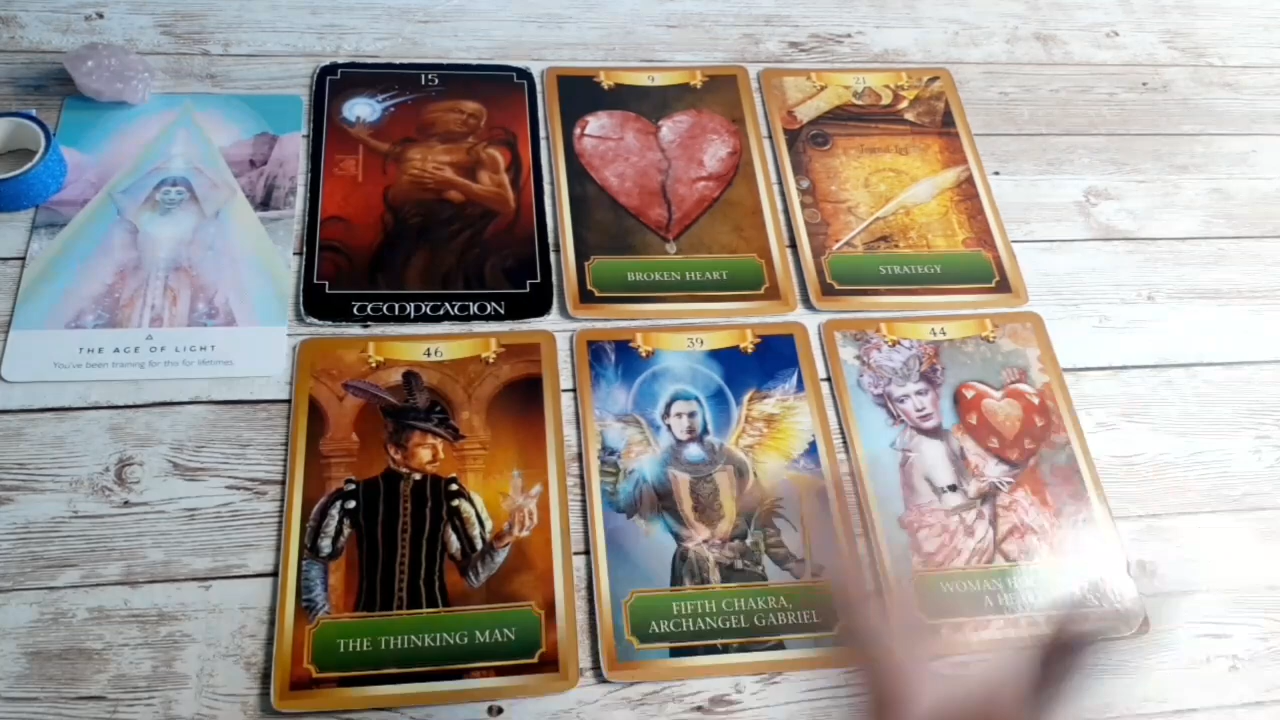 15
TEMPTATION
9
BROKEN HEART
21
STRATEGY
THE AGE OF LIGHT
You've been training for this for lifetimes.
46
THE THINKING MAN
39
FIFTH CHAKRA,
ARCHANGEL GABRIEL
44
WOMAN
A